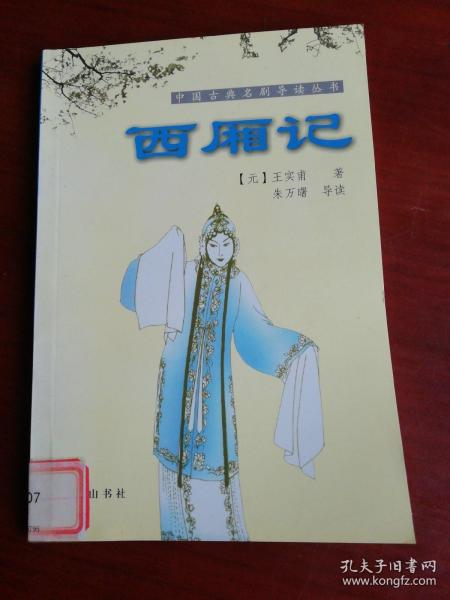 中国古典名剧导读丛书
西厢记
【元】王实甫 著
朱万曙 导读
山书社
07
孔夫子旧书网
www.kongfz.com